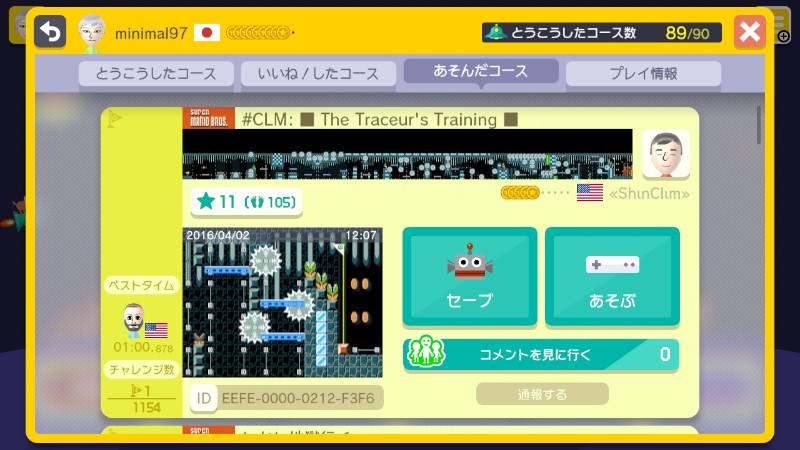 minimal97
とうこうしたコース数 89/90
とうこうしたコース
いいね！したコース
あそんだコース
プレイ情報
SUPER MARIO BROS.
#CLM: ■ The Traceur's Training ■
★11 (105)
«ShιnClιm»
2016/04/02 12:07
ベストタイム
01:00.878
チャレンジ数
1
1154
セーブ
あそぶ
コメントを見に行く 0
ID EEFE-0000-0212-F3F6
通報する
SUPER